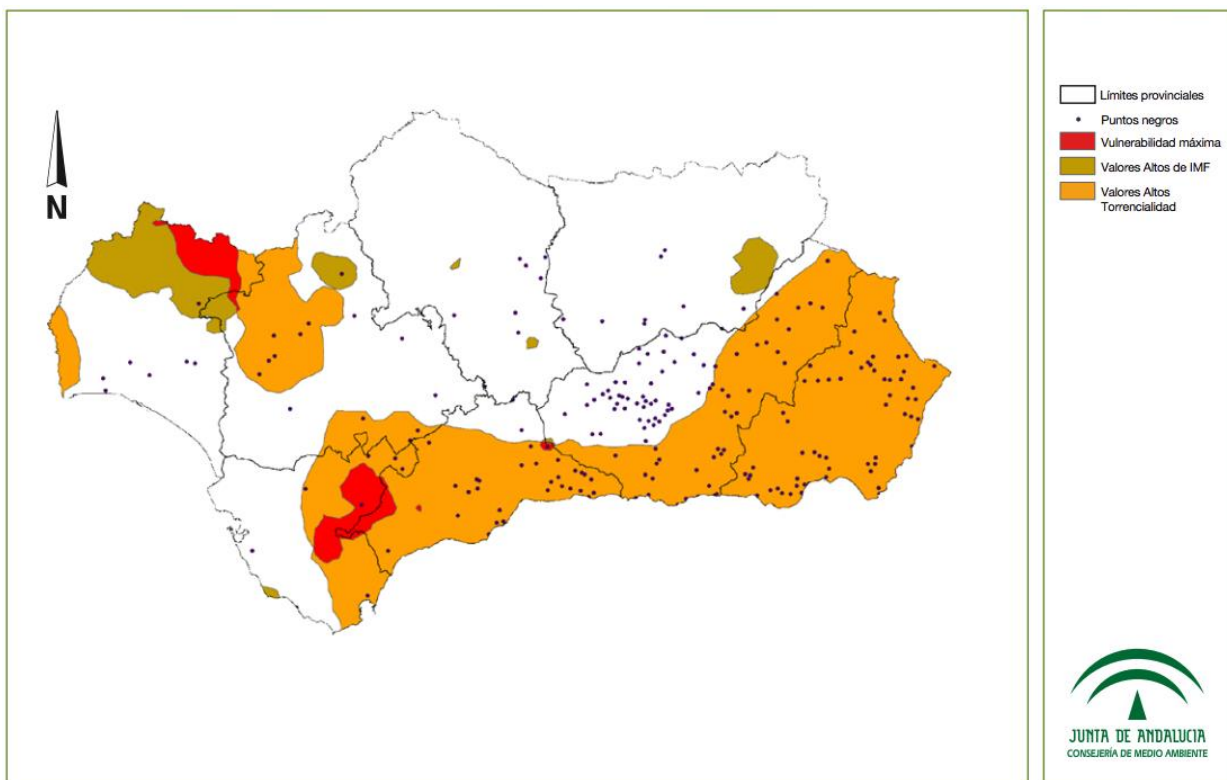 N
Límites provinciales
Puntos negros
Vulnerabilidad máxima
Valores Altos de IMF
Valores Altos
Torrencialidad
JUNTA DE ANDALUCIA
CONSEJERÍA DE MEDIO AMBIENTE